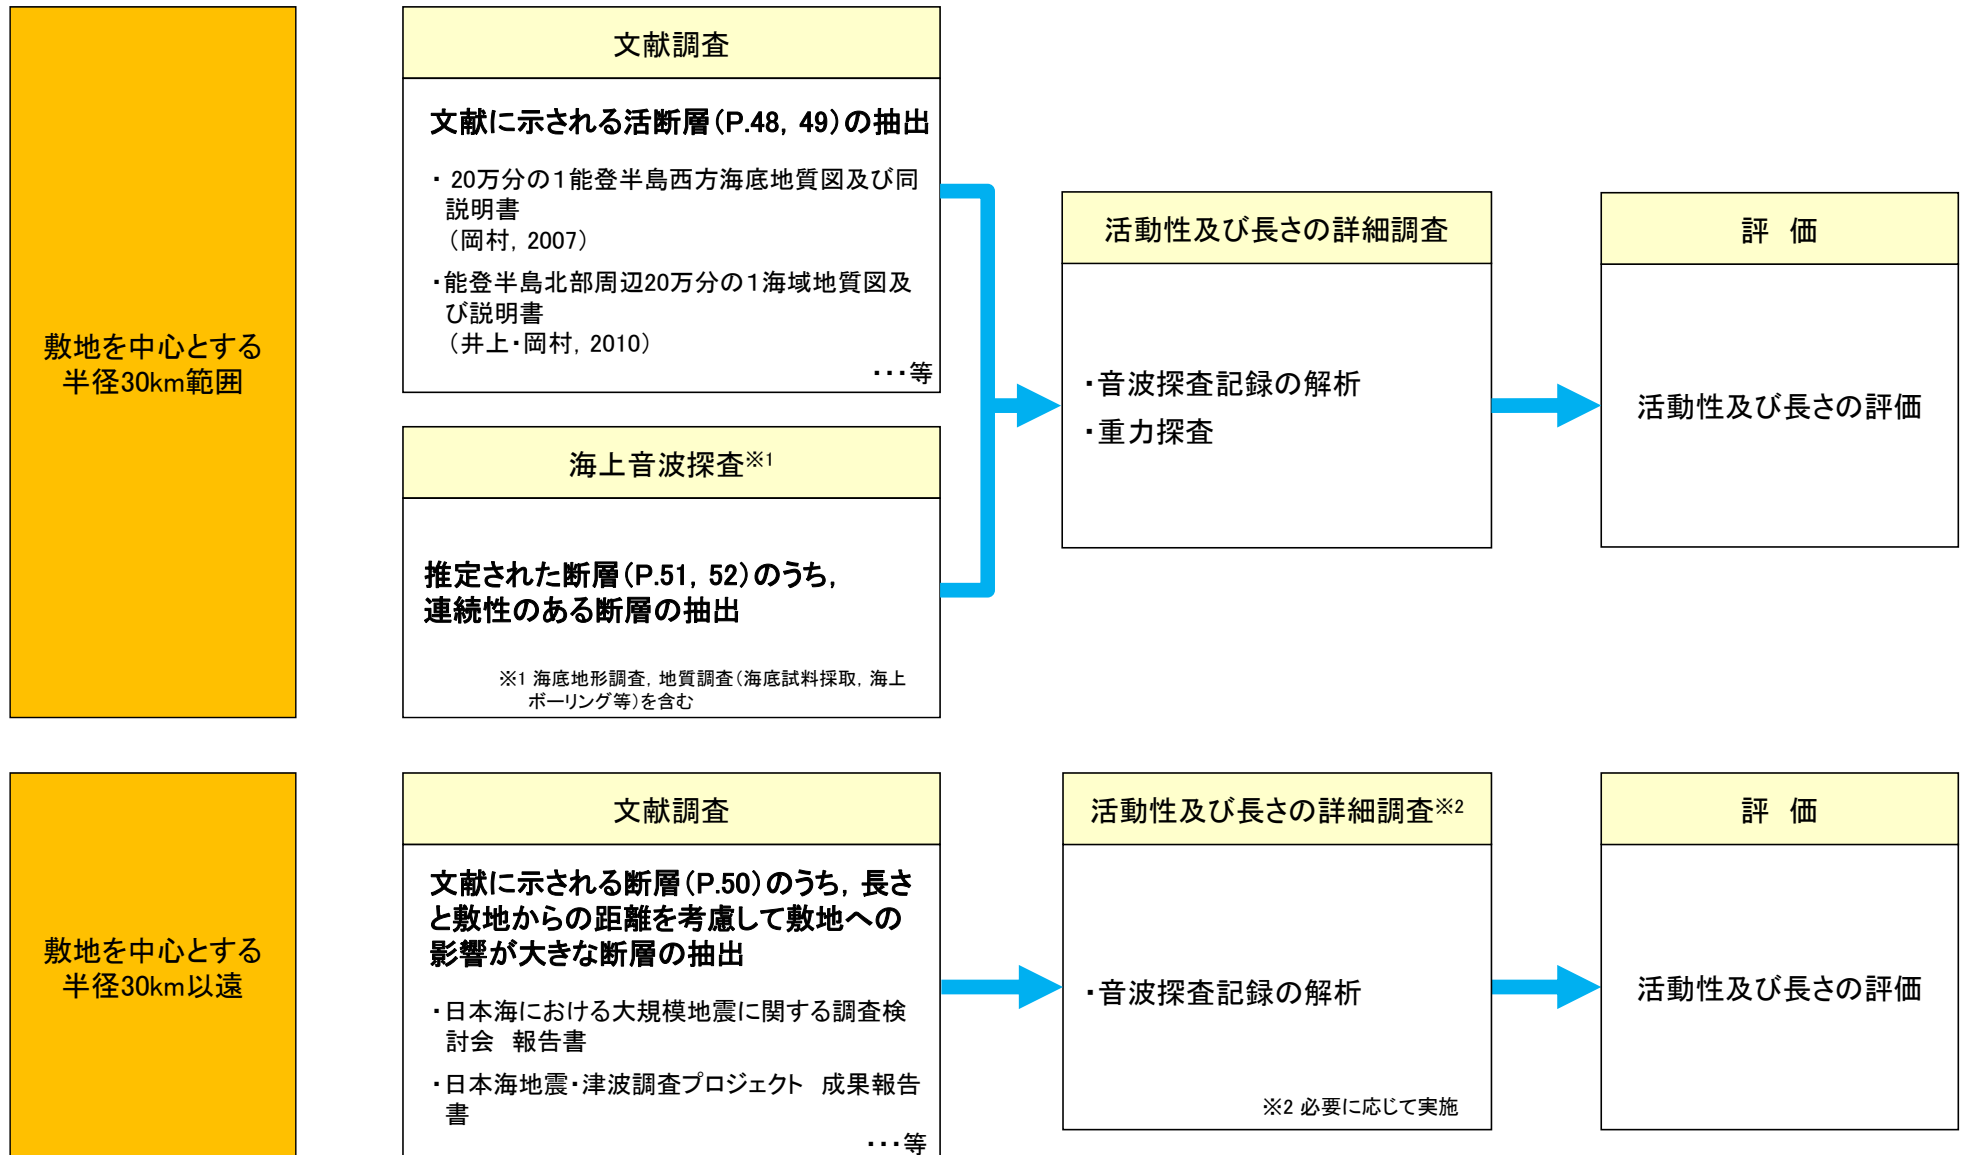 敷地を中心とする
半径30km範囲
文献調査
文献に示される活断層(P.48, 49)の抽出
・ 20万分の1能登半島西方海底地質図及び同
説明書
(岡村, 2007)
・能登半島北部周辺20万分の1海域地質図及
び説明書
(井上・岡村, 2010)
・・・等
海上音波探査※1
推定された断層(P.51, 52)のうち,
連続性のある断層の抽出
※1 海底地形調査, 地質調査(海底試料採取, 海上
ボーリング等)を含む
活動性及び長さの詳細調査
・音波探査記録の解析
・重力探査
評 価
活動性及び長さの評価
敷地を中心とする
半径30km以遠
文献調査
文献に示される断層(P.50)のうち, 長さ
と敷地からの距離を考慮して敷地への
影響が大きな断層の抽出
・日本海における大規模地震に関する調査検
討会 報告書
・日本海地震・津波調査プロジェクト 成果報告
書
・・・等
活動性及び長さの詳細調査※2
・音波探査記録の解析
※2 必要に応じて実施
評 価
活動性及び長さの評価